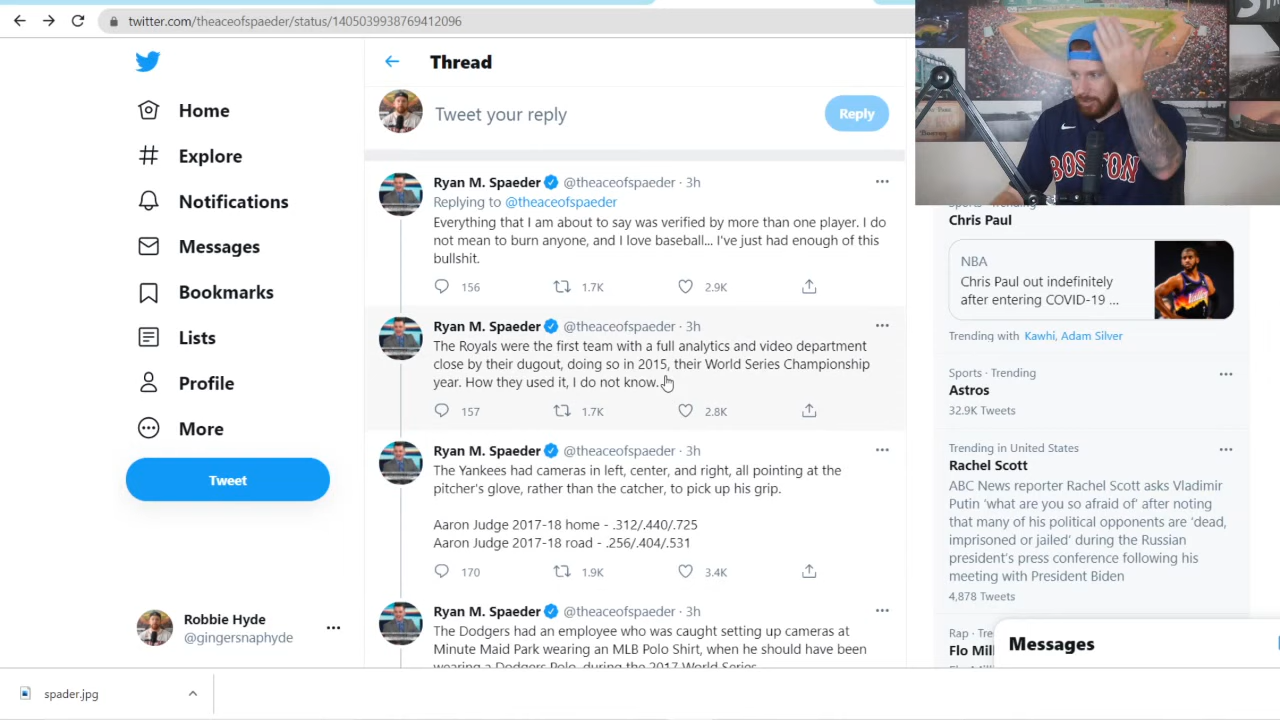 twitter.com/theaceofspaeder/status/1405039938769412096
Home
Explore
Notifications
Messages
Bookmarks
Lists
Profile
More
Tweet
Robbie Hyde
@gingersnaphyde
Thread
Tweet your reply
Reply
Ryan M. Spaeder @theaceofspaeder · 3h
Replying to @theaceofspaeder
Everything that I am about to say was verified by more than one player. I do
not mean to burn anyone, and I love baseball... I've just had enough of this
bullshit.
156 1.7K 2.9K
Ryan M. Spaeder @theaceofspaeder · 3h
The Royals were the first team with a full analytics and video department
close by their dugout, doing so in 2015, their World Series Championship
year. How they used it, I do not know.
157 1.7K 2.8K
Ryan M. Spaeder @theaceofspaeder · 3h
The Yankees had cameras in left, center, and right, all pointing at the
pitcher's glove, rather than the catcher, to pick up his grip.
Aaron Judge 2017-18 home - .312/.440/.725
Aaron Judge 2017-18 road - .256/.404/.531
170 1.9K 3.4K
Ryan M. Spaeder @theaceofspaeder · 3h
The Dodgers had an employee who was caught setting up cameras at
Minute Maid Park wearing an MLB Polo Shirt, when he should have been
wearing a Dodgers Polo, during the 2017 World Series.
BOSTON
Sports · Trending
Chris Paul
NBA
Chris Paul out indefinitely
after entering COVID-19 ...
Trending with Kawhi, Adam Silver
Sports · Trending
Astros
32.9K Tweets
Trending in United States
Rachel Scott
ABC News reporter Rachel Scott asks Vladimir
Putin ‘what are you so afraid of’ after noting
that many of his political opponents are ‘dead,
imprisoned or jailed’ during the Russian
president's press conference following his
meeting with President Biden
4,878 Tweets
Rap · Tre
Flo Mil
Messages
spader.jpg